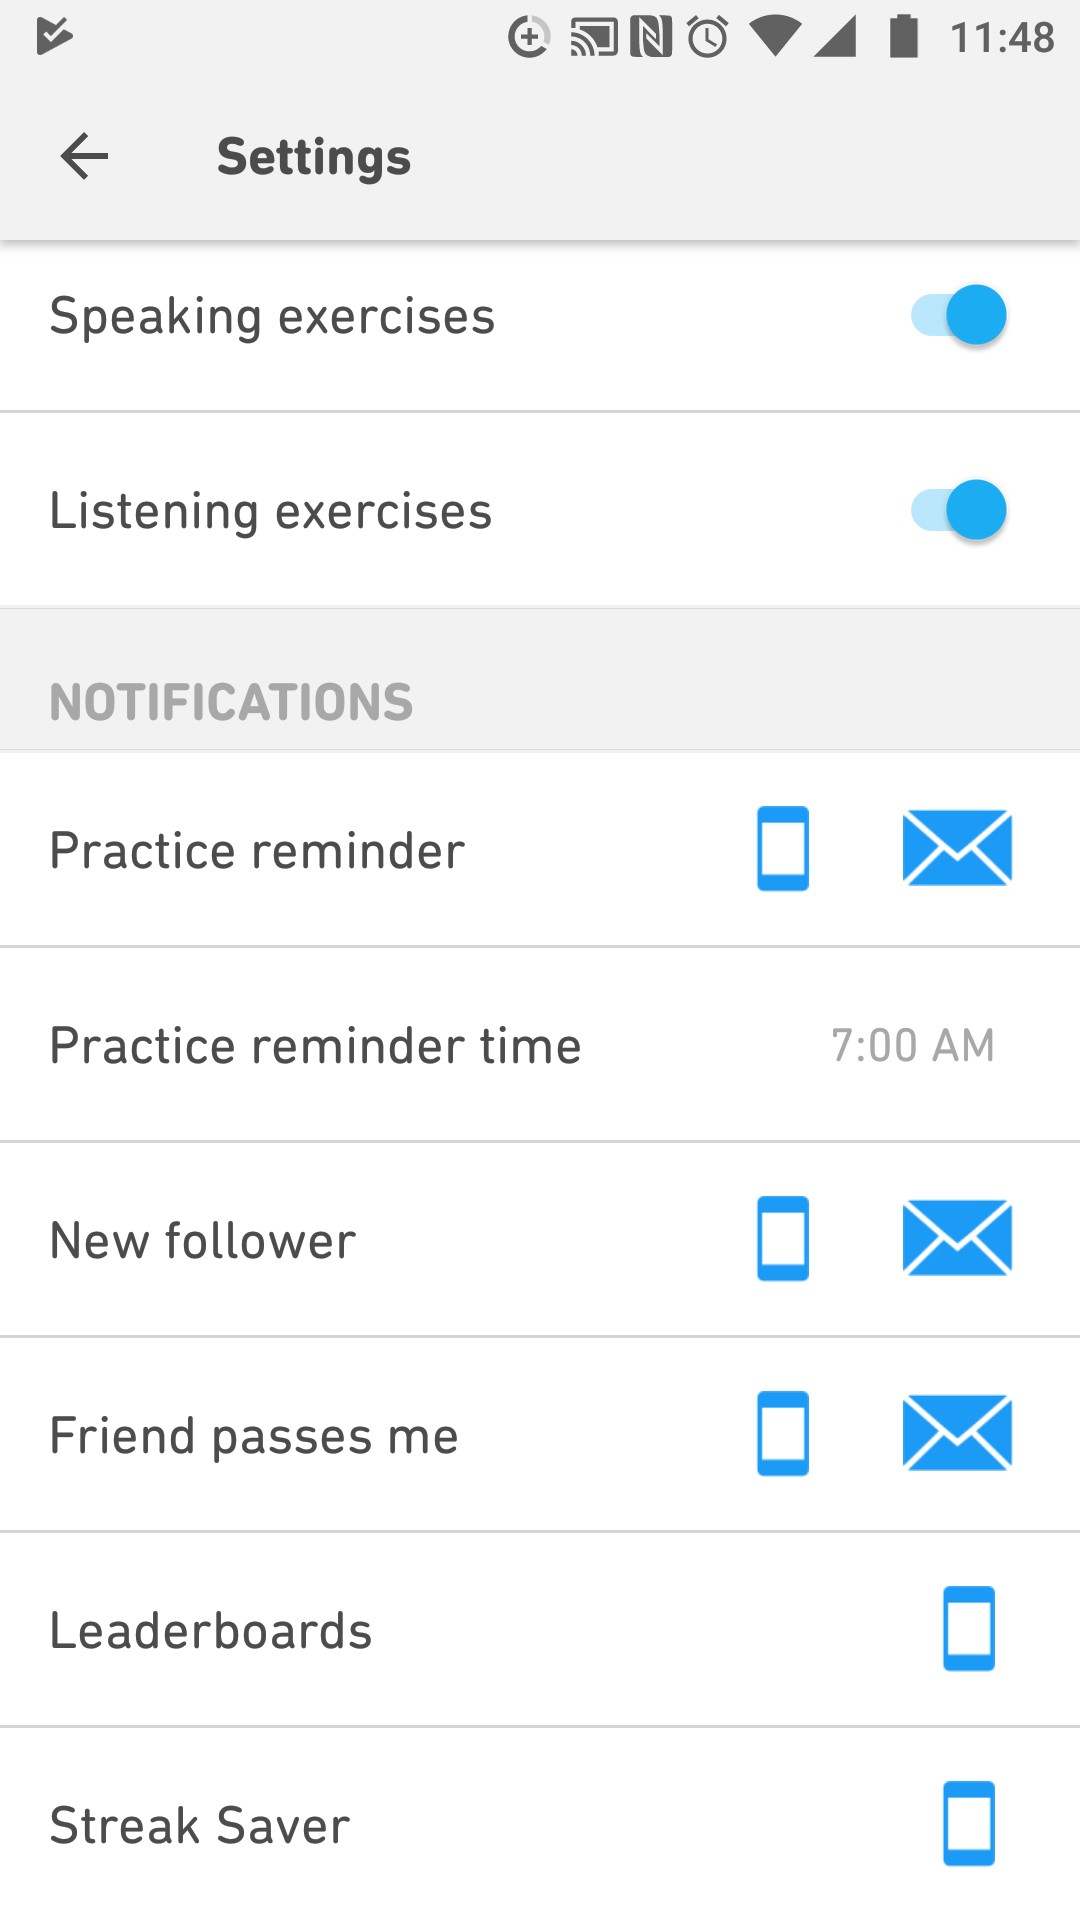 11:48
Settings
Speaking exercises
Listening exercises
NOTIFICATIONS
Practice reminder
Practice reminder time 7:00 AM
New follower
Friend passes me
Leaderboards
Streak Saver